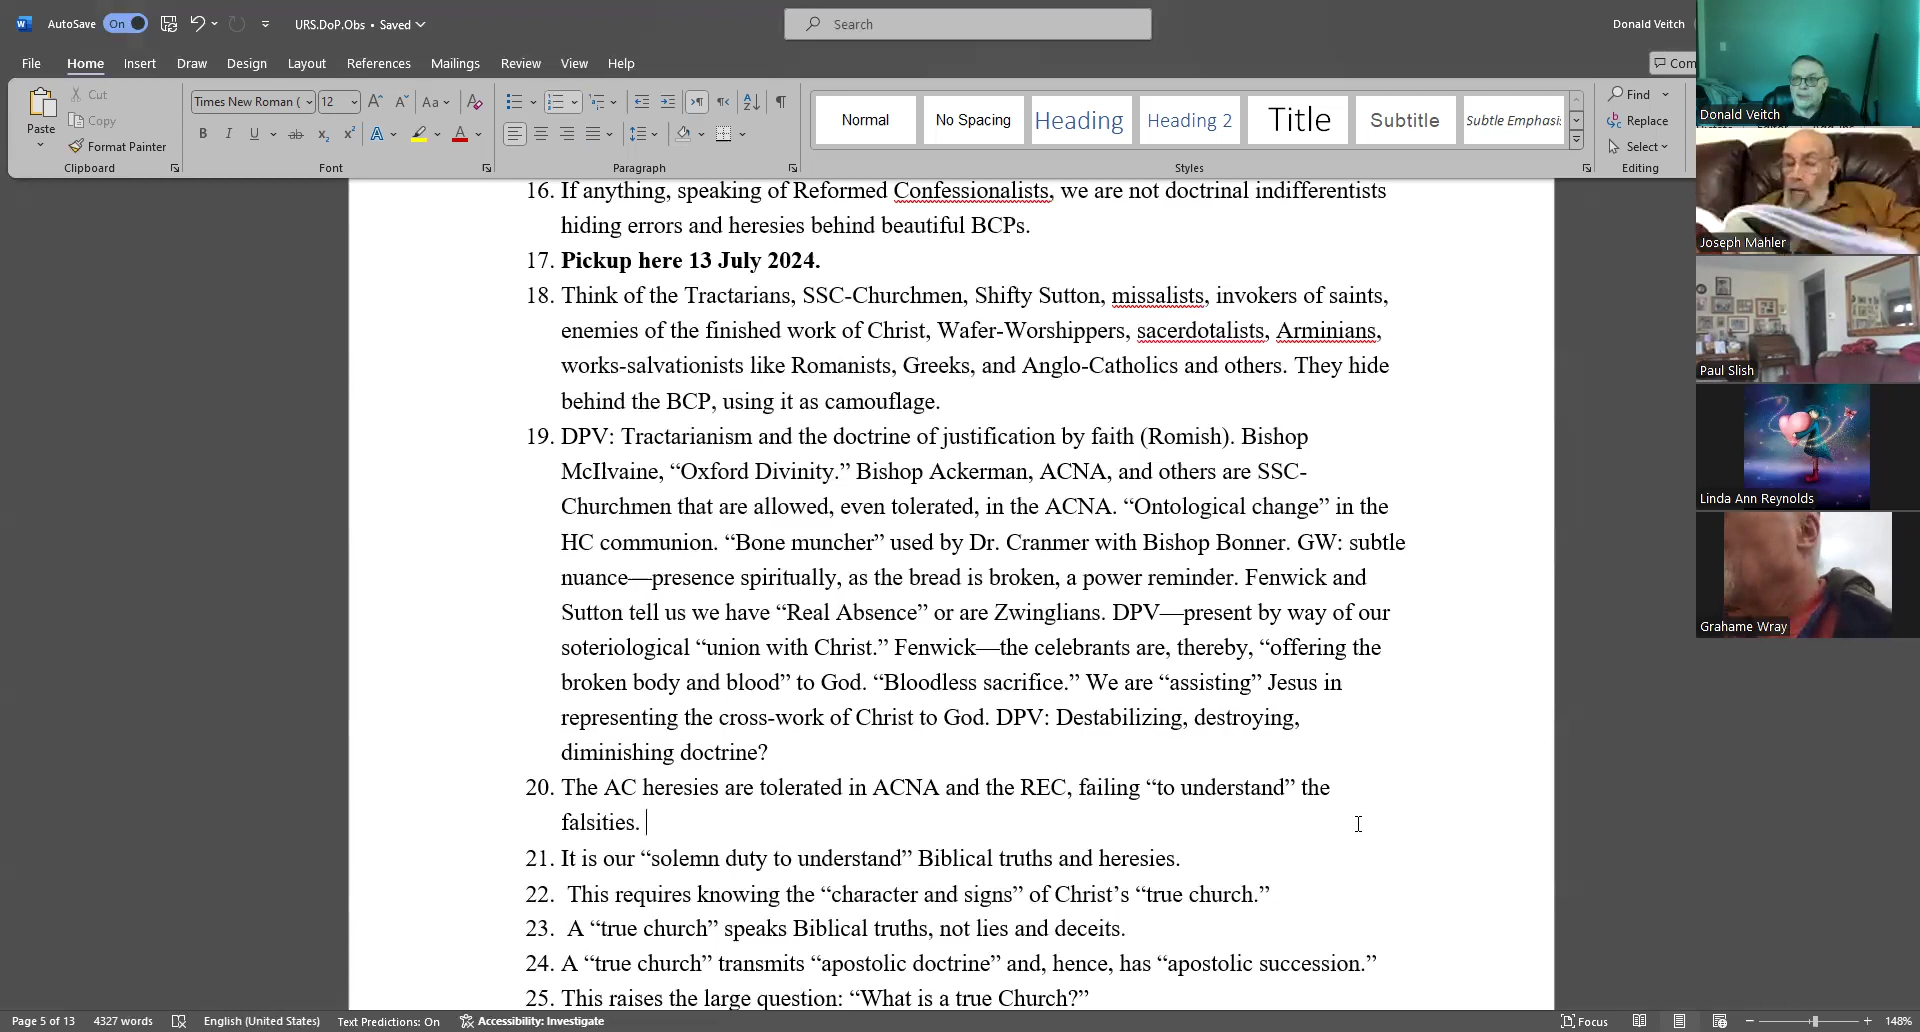 AutoSave On URS.DoP.Obs • Saved Search Donald Veitch
File Home Insert Draw Design Layout References Mailings Review View Help Com
Paste Cut Copy Format Painter
Times New Roman ( 12
Normal No Spacing Heading Heading 2 Title Subtitle Subtle Emphasi:
Find Replace Select
Clipboard Font Paragraph Styles Editing
16. If anything, speaking of Reformed Confessionalists, we are not doctrinal indifferentists
hiding errors and heresies behind beautiful BCPs.
17. Pickup here 13 July 2024.
18. Think of the Tractarians, SSC-Churchmen, Shifty Sutton, missalists, invokers of saints,
enemies of the finished work of Christ, Wafer-Worshippers, sacerdotalists, Arminians,
works-salvationists like Romanists, Greeks, and Anglo-Catholics and others. They hide
behind the BCP, using it as camouflage.
19. DPV: Tractarianism and the doctrine of justification by faith (Romish). Bishop
McIlvaine, “Oxford Divinity.” Bishop Ackerman, ACNA, and others are SSC-
Churchmen that are allowed, even tolerated, in the ACNA. “Ontological change” in the
HC communion. “Bone muncher” used by Dr. Cranmer with Bishop Bonner. GW: subtle
nuance—presence spiritually, as the bread is broken, a power reminder. Fenwick and
Sutton tell us we have “Real Absence” or are Zwinglians. DPV—present by way of our
soteriological “union with Christ.” Fenwick—the celebrants are, thereby, “offering the
broken body and blood” to God. “Bloodless sacrifice.” We are “assisting” Jesus in
representing the cross-work of Christ to God. DPV: Destabilizing, destroying,
diminishing doctrine?
20. The AC heresies are tolerated in ACNA and the REC, failing “to understand” the
falsities.
21. It is our “solemn duty to understand” Biblical truths and heresies.
22. This requires knowing the “character and signs” of Christ’s “true church.”
23. A “true church” speaks Biblical truths, not lies and deceits.
24. A “true church” transmits “apostolic doctrine” and, hence, has “apostolic succession.”
25. This raises the large question: “What is a true Church?”
Donald Veitch
Joseph Mahler
Paul Slish
Linda Ann Reynolds
Grahame Wray
Page 5 of 13 4327 words English (United States) Text Predictions: On Accessibility: Investigate Focus 148%